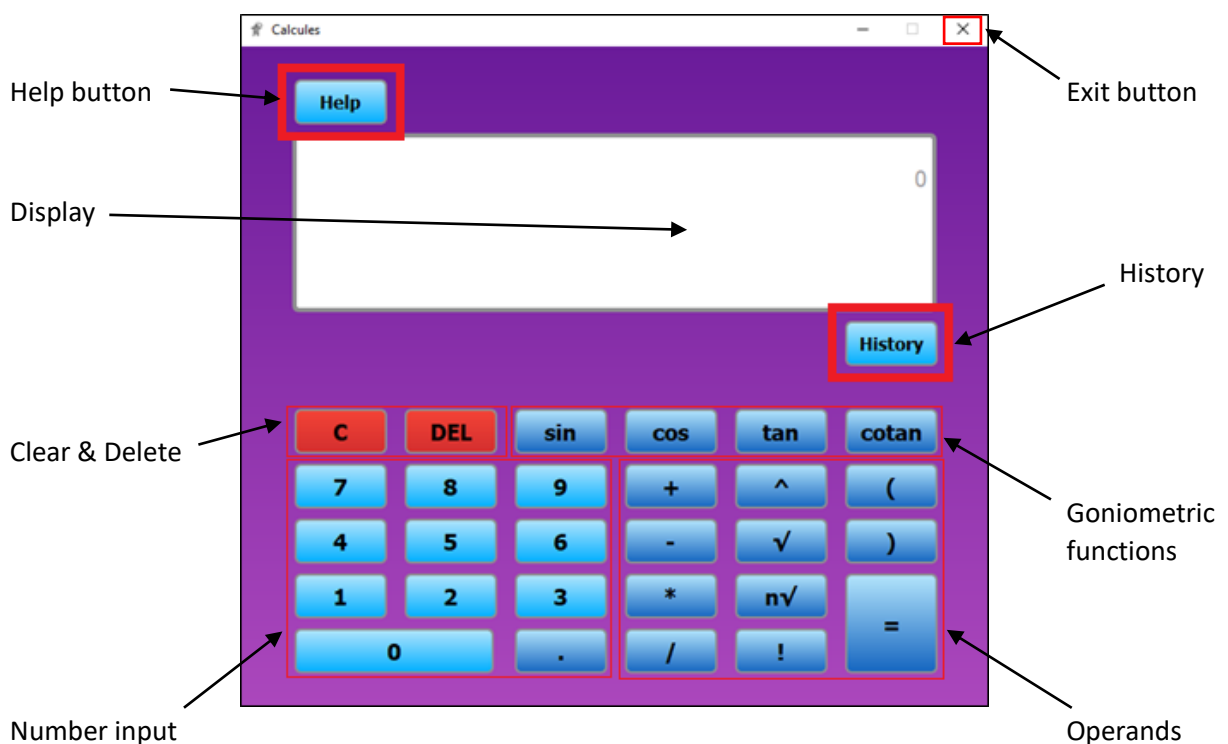 Calcules
Help button
Help
Exit button
0
Display
History
History
Clear & Delete
C DEL sin cos tan cotan
7 8 9 + ^ (
4 5 6 - √ )
Goniometric
functions
1 2 3 * n√
=
0 . / !
Number input
Operands